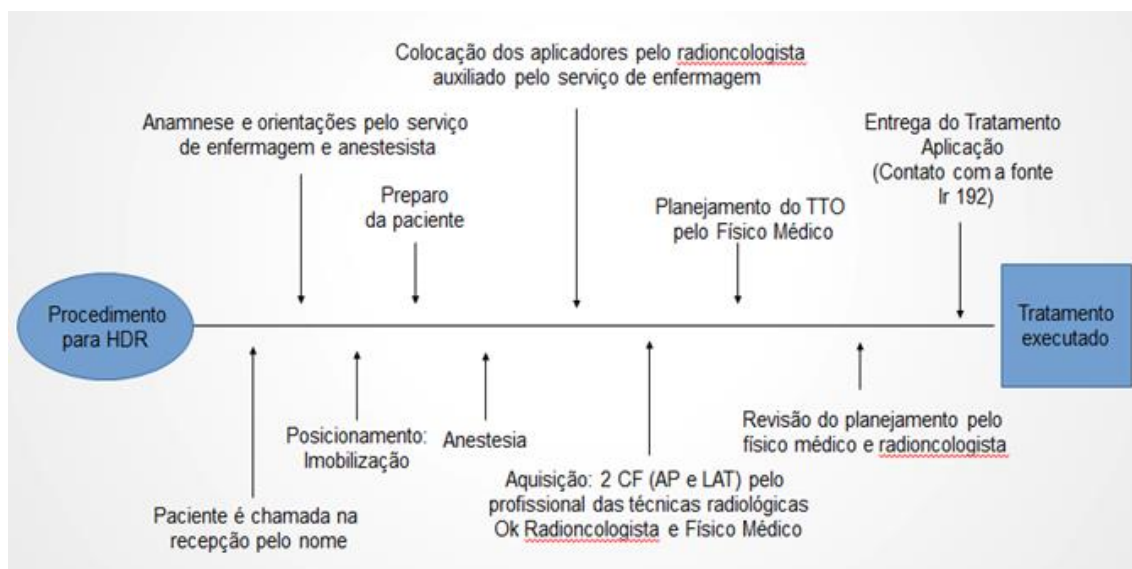 Colocação dos aplicadores pelo radioncologista
auxiliado pelo serviço de enfermagem
Anamnese e orientações pelo serviço
de enfermagem e anestesista
Preparo
da paciente
Planejamento do TTO
pelo Físico Médico
Entrega do Tratamento
Aplicação
(Contato com a fonte
Ir 192)
Procedimento
para HDR
Tratamento
executado
Paciente é chamada na
recepção pelo nome
Posicionamento:
Imobilização
Anestesia
Aquisição: 2 CF (AP e LAT) pelo
profissional das técnicas radiológicas
Ok Radioncologista e Físico Médico
Revisão do planejamento pelo
físico médico e radioncologista